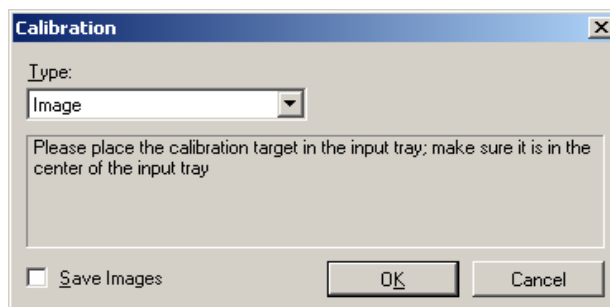 Calibration
Type:
Image
Please place the calibration target in the input tray; make sure it is in the
center of the input tray
Save Images
OK
Cancel